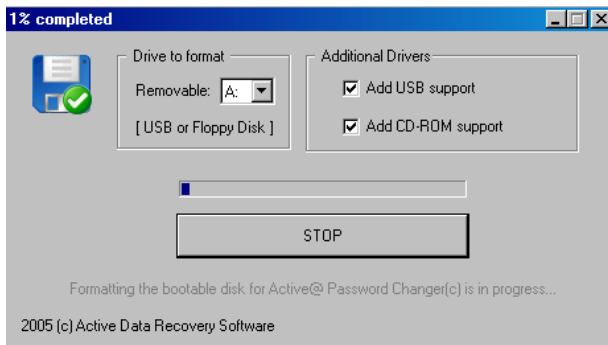 1% completed
Drive to format
Removable: A:
[ USB or Floppy Disk ]
Additional Drivers
Add USB support
Add CD-ROM support
STOP
Formatting the bootable disk for Active@ Password Changer(c) is in progress...
2005 (c) Active Data Recovery Software